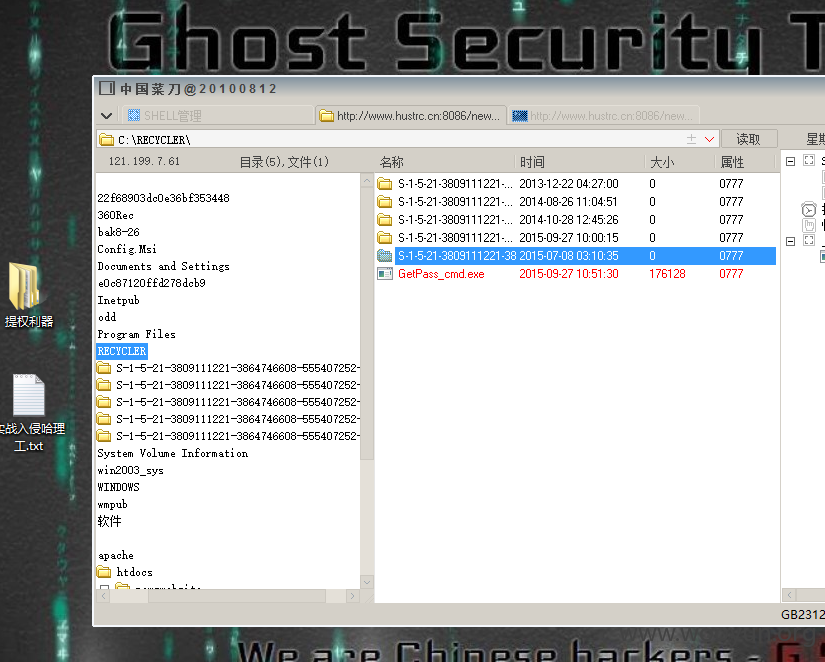 Ghost Security T
中国菜刀@20100812
SHELL管理
http://www.hustrc.cn:8086/new...
http://www.hustrc.cn:8086/new...
C:\RECYCLER\
读取
121.199.7.61
目录(5),文件(1)
名称
时间
大小
属性
22f68903dc0e36bf353448
360Rec
bak8-26
Config.Msi
Documents and Settings
e0c87120ffd278dcb9
Inetpub
odd
Program Files
RECYCLER
S-1-5-21-3809111221-3864746608-555407252-
S-1-5-21-3809111221-3864746608-555407252-
S-1-5-21-3809111221-3864746608-555407252-
S-1-5-21-3809111221-3864746608-555407252-
S-1-5-21-3809111221-3864746608-555407252-
System Volume Information
win2003_sys
WINDOWS
wmpub
软件
apache
htdocs
S-1-5-21-3809111221-... 2013-12-22 04:27:00 0 0777
S-1-5-21-3809111221-... 2014-08-26 11:04:51 0 0777
S-1-5-21-3809111221-... 2014-10-28 12:45:26 0 0777
S-1-5-21-3809111221-... 2015-09-27 10:00:15 0 0777
S-1-5-21-3809111221-38 2015-07-08 03:10:35 0 0777
GetPass_cmd.exe 2015-09-27 10:51:30 176128 0777
GB2312
提权利器
实战入侵哈理
工.txt
We are Chinese hackers -